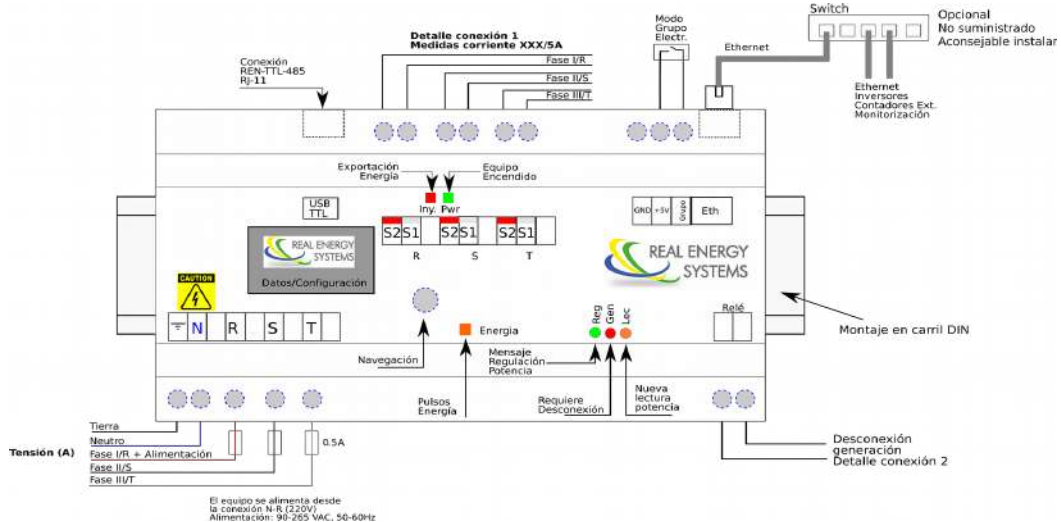 Switch
Opcional
No suministrado
Aconsejable instalar
Modo
Grupo
Electr.
Ethernet
Detalle conexión 1
Medidas corriente XXX/5A
Fase I/R
Fase II/S
Fase III/T
Conexión
REN-TTL-485
RJ-11
Ethernet
Inversores
Contadores Ext.
Monitorización
Exportación
Energía
Equipo
Encendido
Iny. Pwr
USB
TTL
GND +5V Grupo Eth
S2 S1 S2 S1 S2 S1
R S T
REAL ENERGY
SYSTEMS
Datos/Configuración
REAL ENERGY
SYSTEMS
CAUTION
N R S T
Energia
Reg Gen Lec
Relé
Montaje en carril DIN
Navegación
Mensaje
Regulación
Potencia
Pulsos
Energía
Requiere
Desconexión
Nueva
lectura
potencia
Tensión (A)
Tierra
Neutro
Fase I/R + Alimentación
Fase II/S
Fase III/T
0.5A
Desconexión
generación
Detalle conexión 2
El equipo se alimenta desde
la conexión N-R (220V)
Alimentación: 90-265 VAC, 50-60Hz